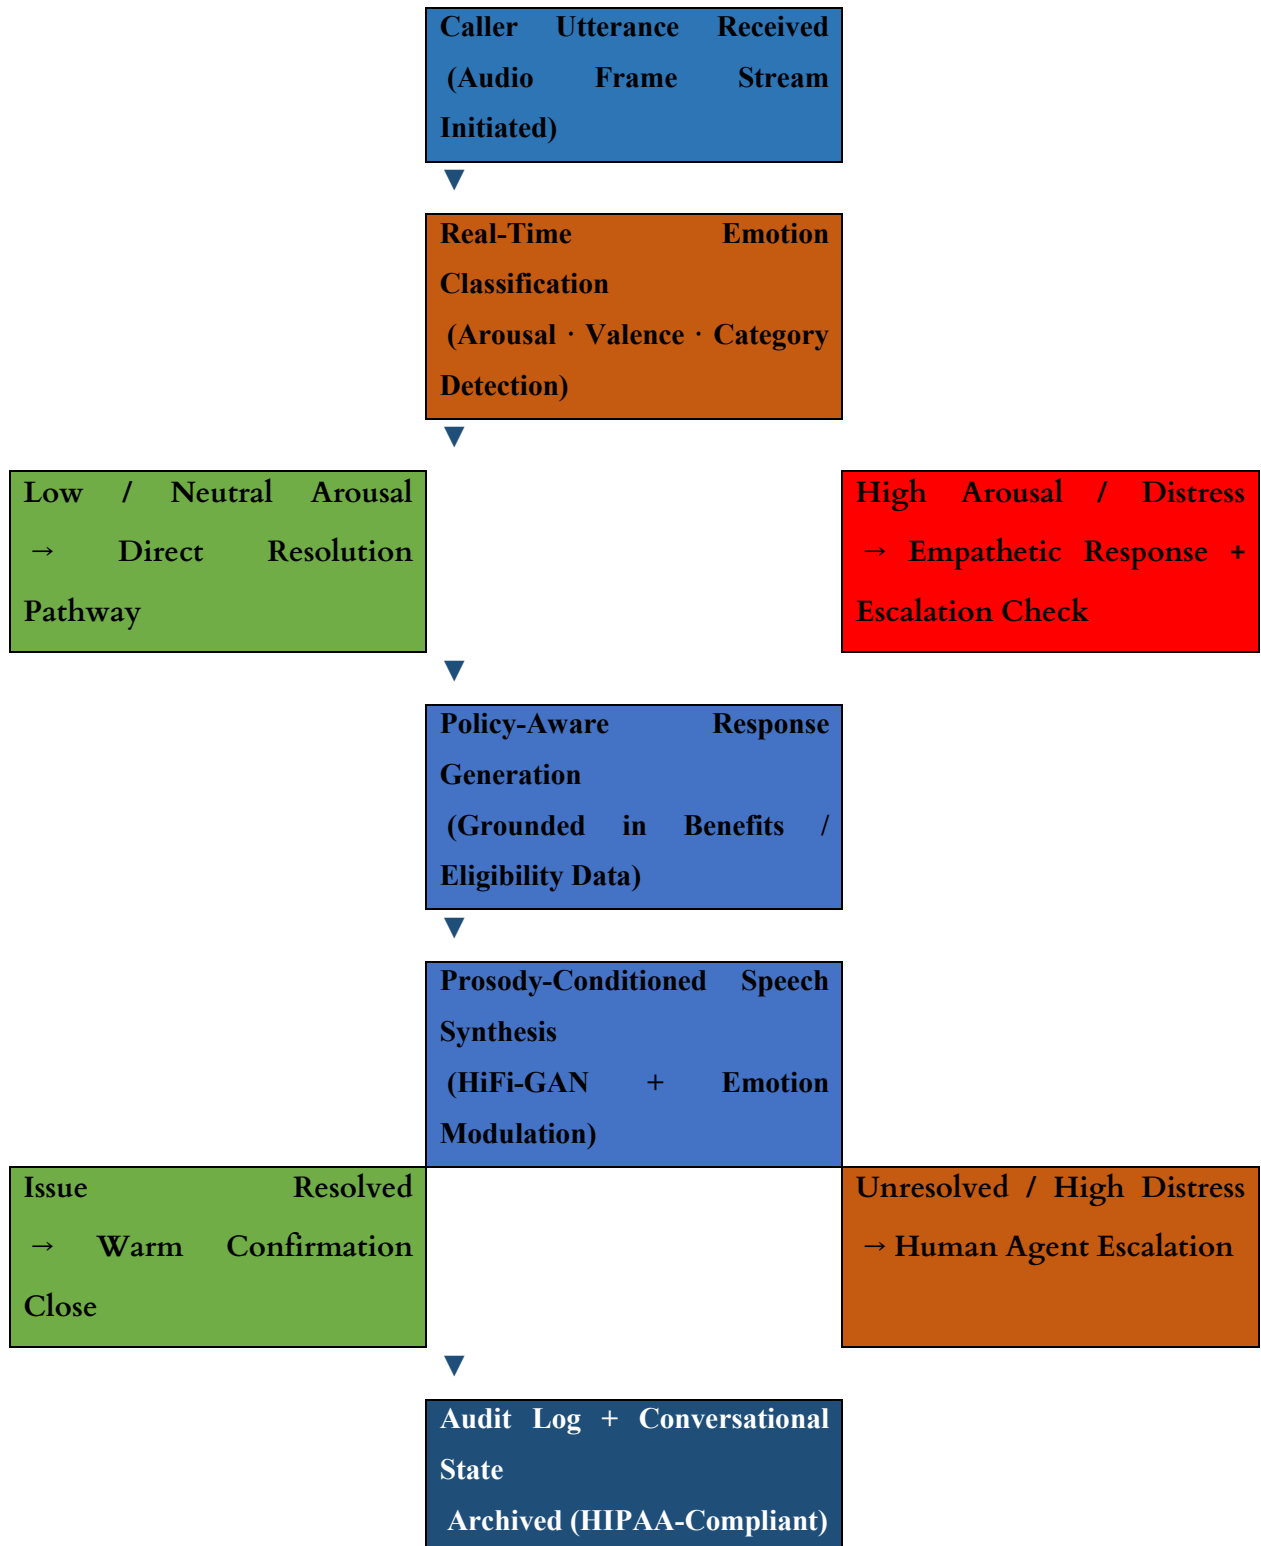 Caller Utterance Received
(Audio Frame Stream
Initiated)
▼
Real-Time Emotion
Classification
(Arousal · Valence · Category
Detection)
▼
Low / Neutral Arousal
→ Direct Resolution
Pathway
High Arousal / Distress
→ Empathetic Response +
Escalation Check
▼
Policy-Aware Response
Generation
(Grounded in Benefits /
Eligibility Data)
▼
Prosody-Conditioned Speech
Synthesis
(HiFi-GAN + Emotion
Modulation)
Issue Resolved
→ Warm Confirmation
Close
Unresolved / High Distress
→ Human Agent Escalation
▼
Audit Log + Conversational
State
Archived (HIPAA-Compliant)